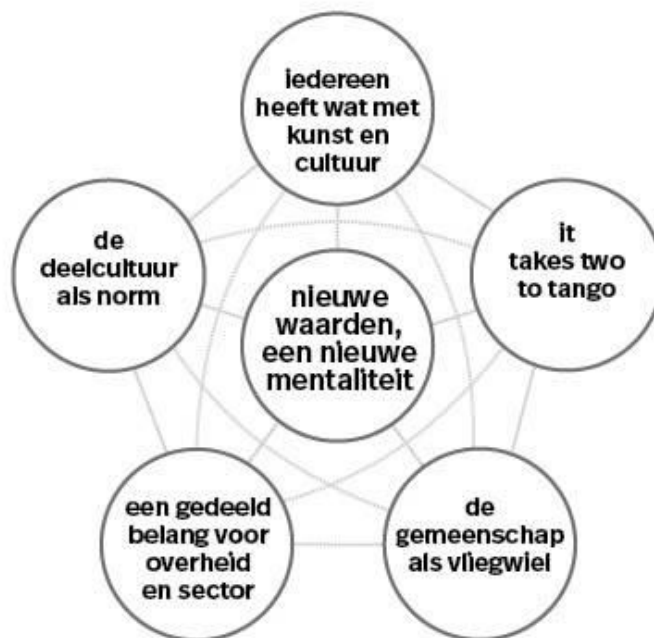 iedereen
heeft wat met
kunst en
cultuur
de
deelcultuur
als norm
it
takes two
to tango
nieuwe
waarden,
een nieuwe
mentaliteit
een gedeeld
belang voor
overheid
en sector
de
gemeenschap
als vliegwiel